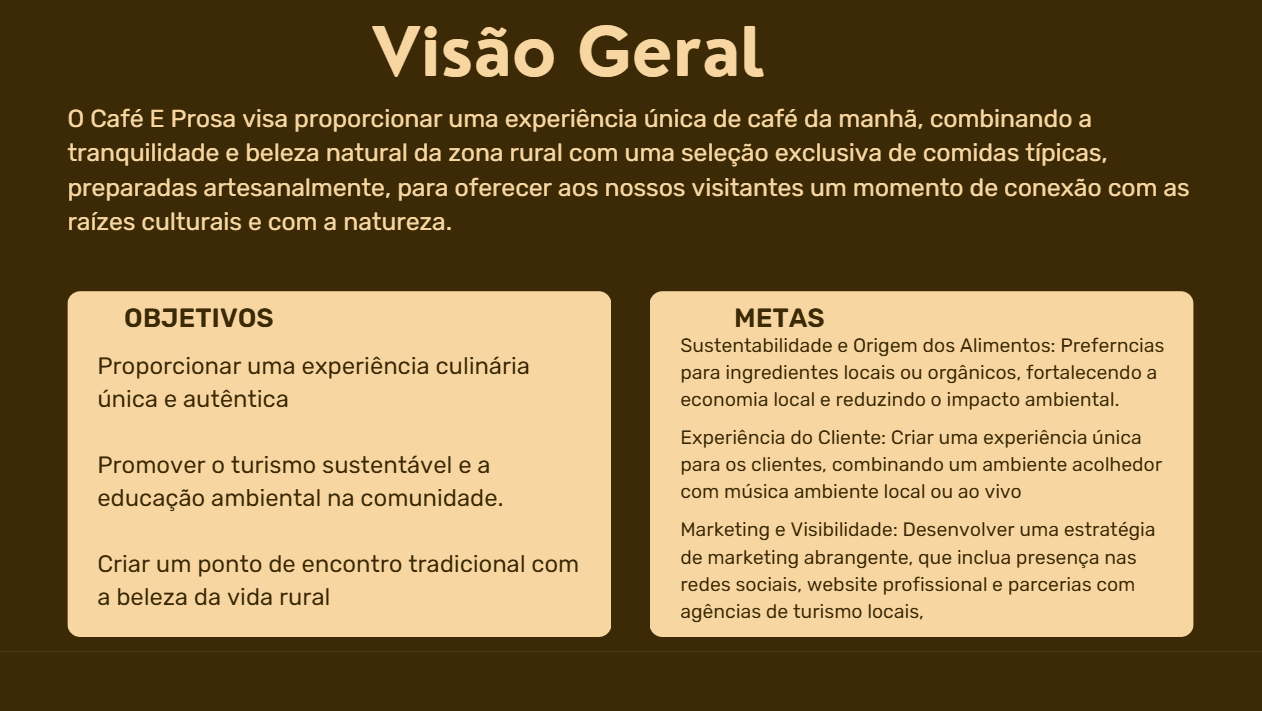 Visão Geral
O Café E Prosa visa proporcionar uma experiência única de café da manhã, combinando a
tranquilidade e beleza natural da zona rural com uma seleção exclusiva de comidas típicas,
preparadas artesanalmente, para oferecer aos nossos visitantes um momento de conexão com as
raízes culturais e com a natureza.
OBJETIVOS
Proporcionar uma experiência culinária
única e autêntica
Promover o turismo sustentável e a
educação ambiental na comunidade.
Criar um ponto de encontro tradicional com
a beleza da vida rural
METAS
Sustentabilidade e Origem dos Alimentos: Preferncias
para ingredientes locais ou orgânicos, fortalecendo a
economia local e reduzindo o impacto ambiental.
Experiência do Cliente: Criar uma experiência única
para os clientes, combinando um ambiente acolhedor
com música ambiente local ou ao vivo
Marketing e Visibilidade: Desenvolver uma estratégia
de marketing abrangente, que inclua presença nas
redes sociais, website profissional e parcerias com
agências de turismo locais,